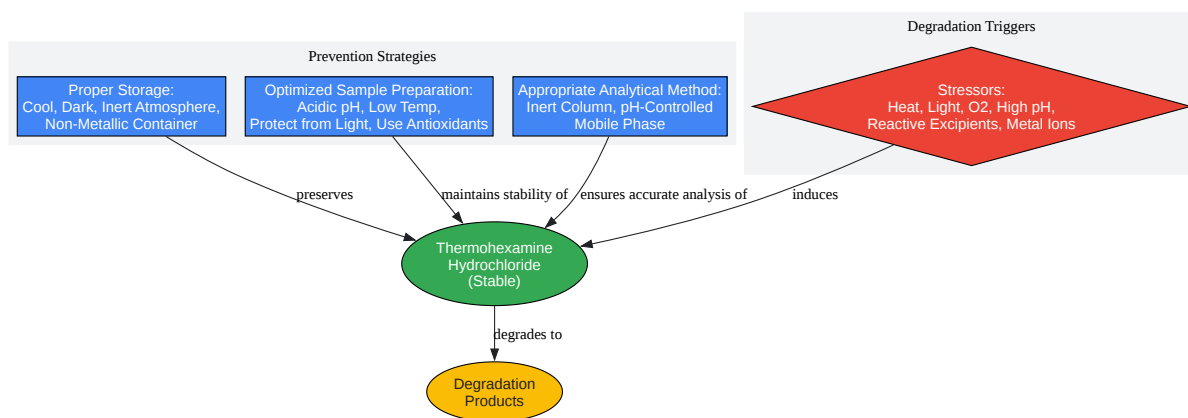 Degradation Triggers
Prevention Strategies
Proper Storage:
Cool, Dark, Inert Atmosphere,
Non-Metallic Container
Optimized Sample Preparation:
Acidic pH, Low Temp,
Protect from Light, Use Antioxidants
Appropriate Analytical Method:
Inert Column, pH-Controlled
Mobile Phase
Stressors:
Heat, Light, O2, High pH,
Reactive Excipients, Metal Ions
preserves
maintains stability of
ensures accurate analysis of
induces
Thermohexamine
Hydrochloride
(Stable)
degrades to
Degradation
Products